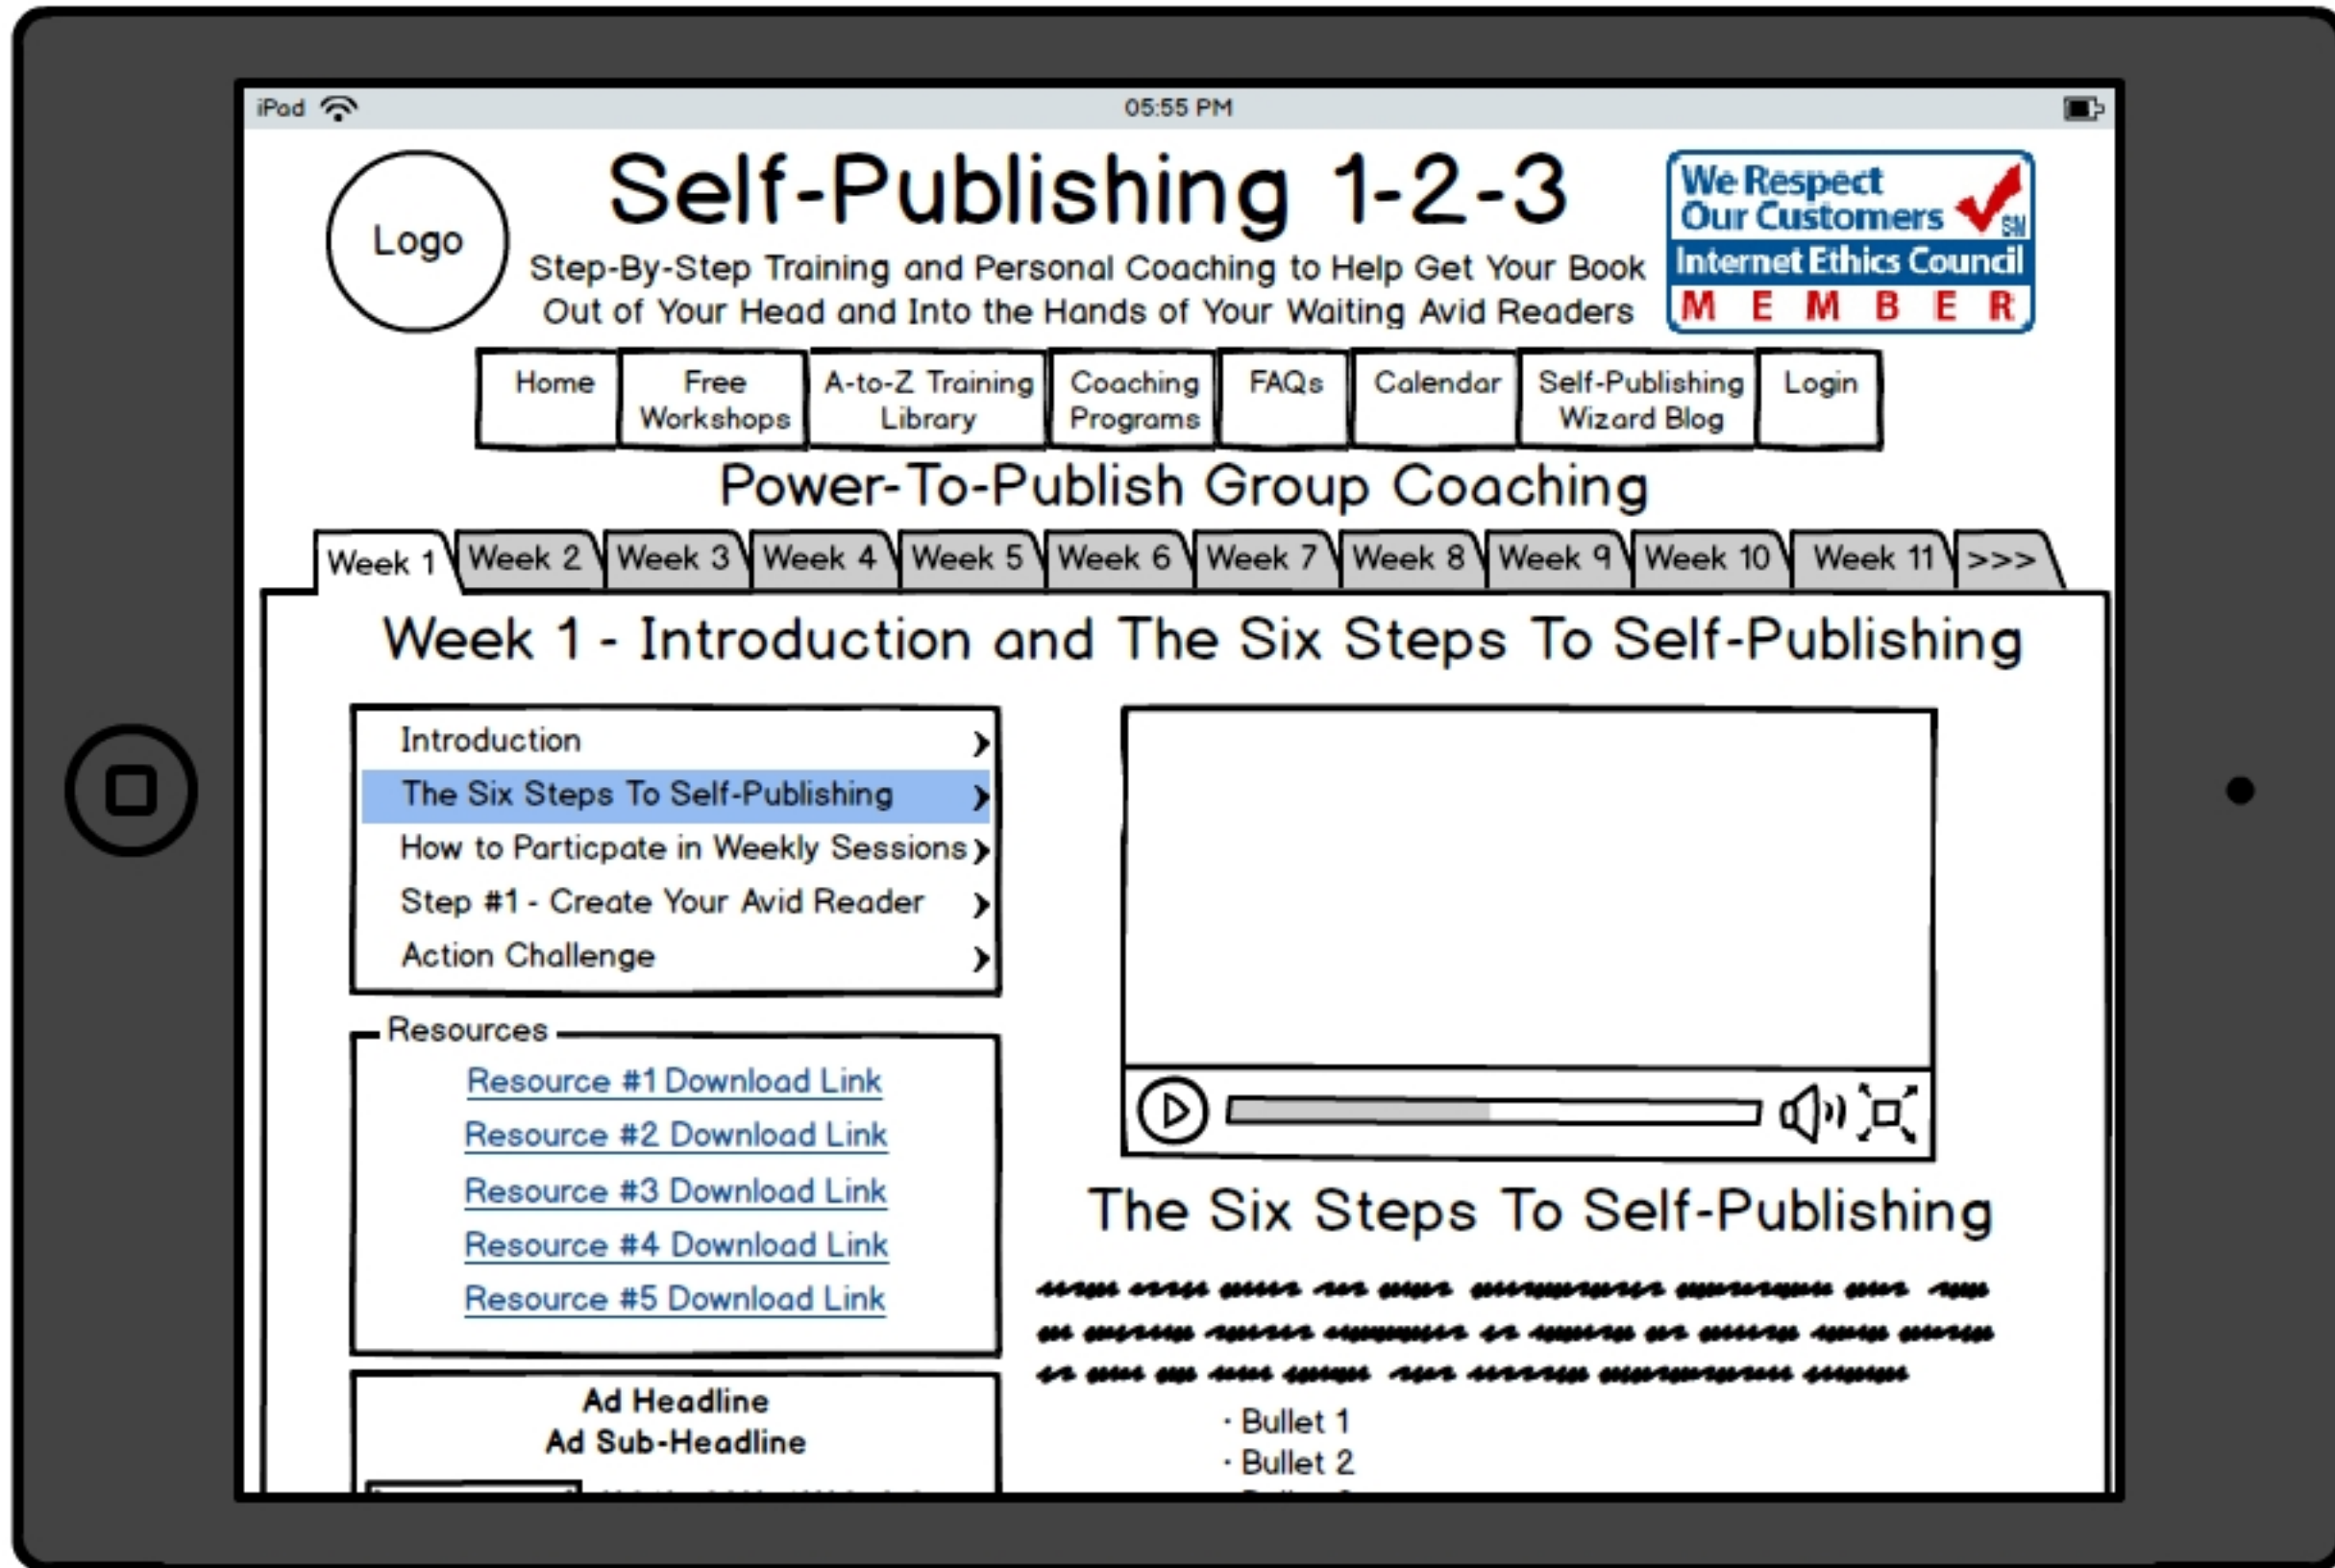 iPad
05:55 PM
Logo
Self-Publishing 1-2-3
Step-By-Step Training and Personal Coaching to Help Get Your Book
Out of Your Head and Into the Hands of Your Waiting Avid Readers
We Respect
Our Customers
SM
Internet Ethics Council
MEMBER
Home
Free
Workshops
A-to-Z Training
Library
Coaching
Programs
FAQs
Calendar
Self-Publishing
Wizard Blog
Login
Power-To-Publish Group Coaching
Week 1
Week 2
Week 3
Week 4
Week 5
Week 6
Week 7
Week 8
Week 9
Week 10
Week 11
>>>
Week 1 - Introduction and The Six Steps To Self-Publishing
Introduction
The Six Steps To Self-Publishing
How to Particpate in Weekly Sessions
Step #1 - Create Your Avid Reader
Action Challenge
Resources
Resource #1 Download Link
Resource #2 Download Link
Resource #3 Download Link
Resource #4 Download Link
Resource #5 Download Link
Ad Headline
Ad Sub-Headline
The Six Steps To Self-Publishing
· Bullet 1
· Bullet 2